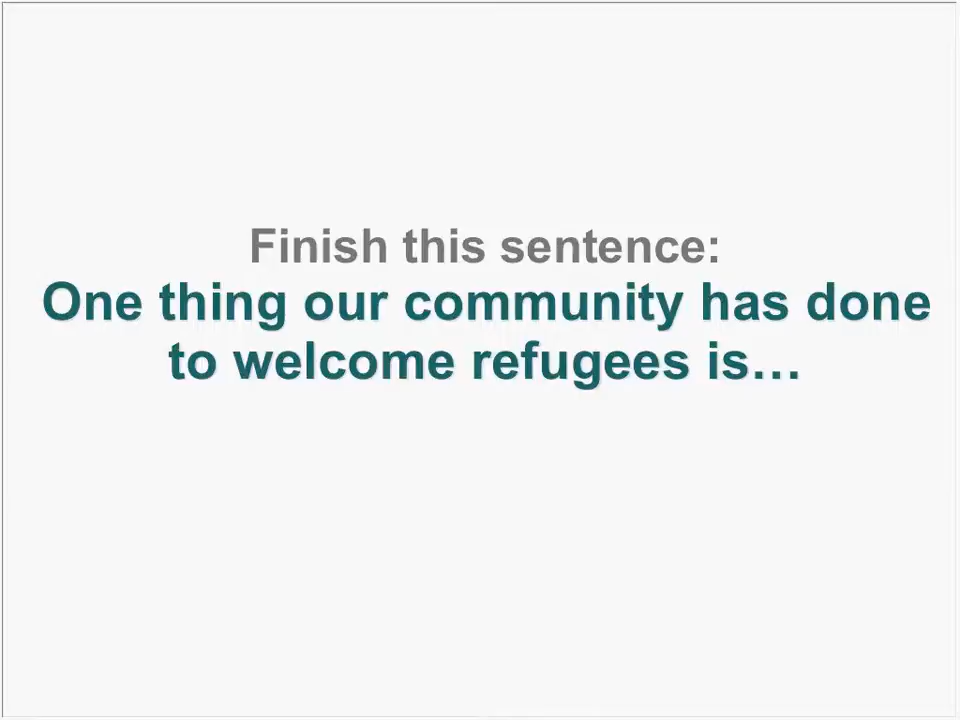 Finish this sentence:
One thing our community has done
to welcome refugees is…